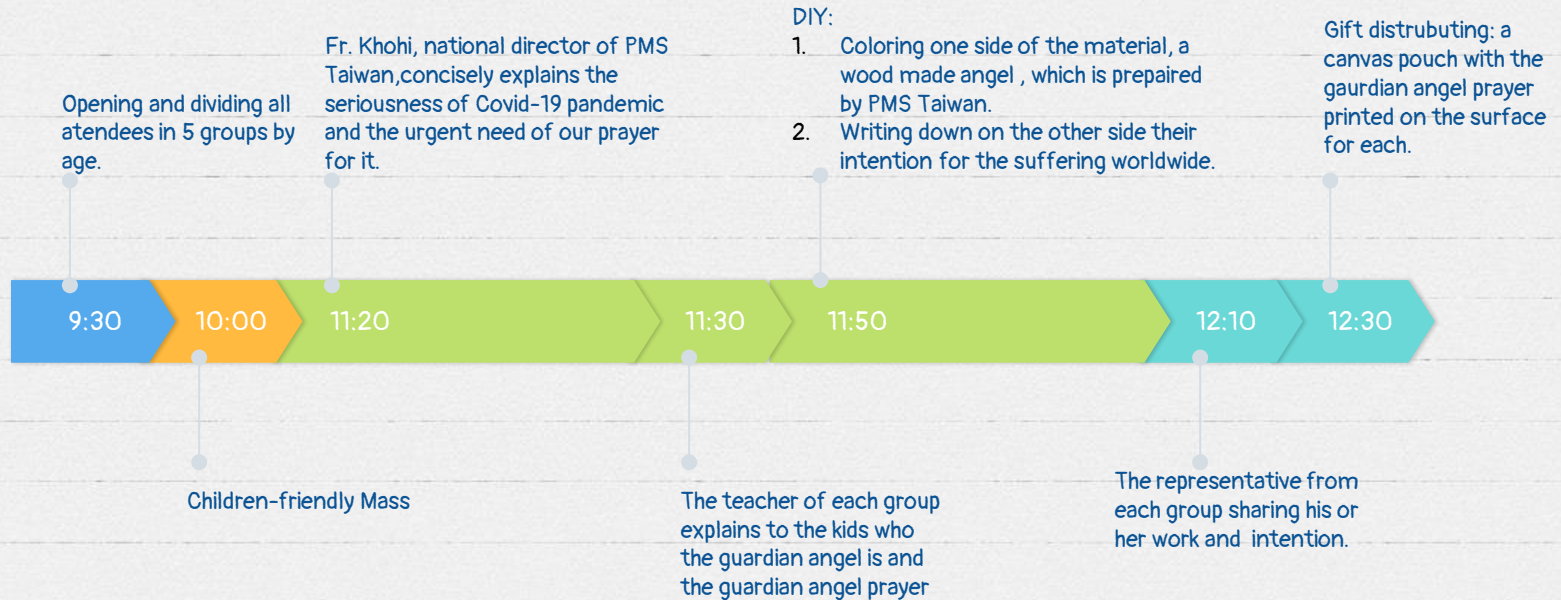 Opening and dividing all
atendees in 5 groups by
age.
Fr. Khohi, national director of PMS
Taiwan,concisely explains the
seriousness of Covid-19 pandemic
and the urgent need of our prayer
for it.
DIY:
1. Coloring one side of the material, a
wood made angel , which is prepaired
by PMS Taiwan.
2. Writing down on the other side their
intention for the suffering worldwide.
Gift distrubuting: a
canvas pouch with the
gaurdian angel prayer
printed on the surface
for each.
9:30
10:00
11:20
11:30
11:50
12:10
12:30
Children-friendly Mass
The teacher of each group
explains to the kids who
the guardian angel is and
the guardian angel prayer
The representative from
each group sharing his or
her work and intention.